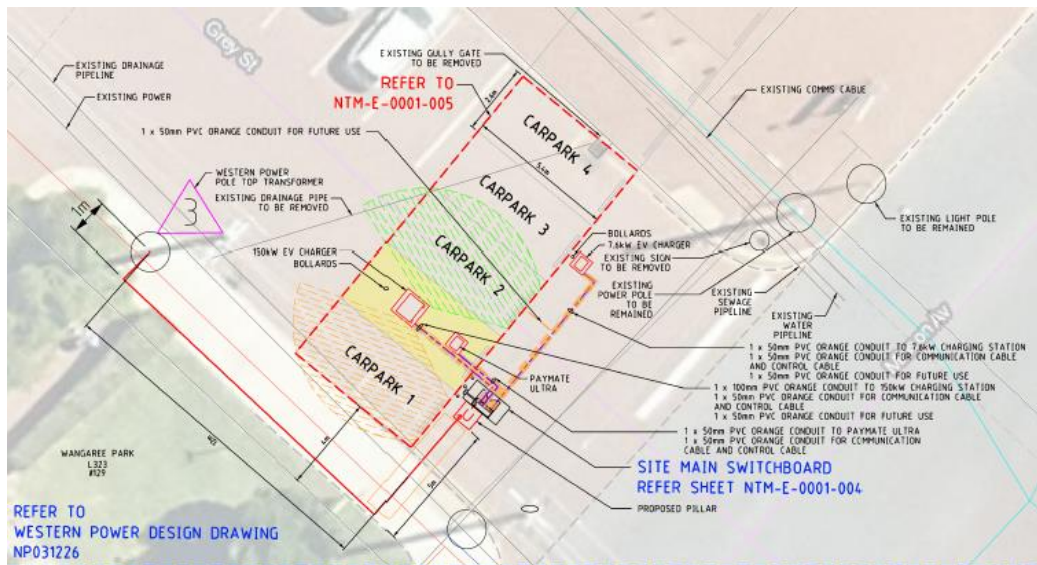 Grey St
EXISTING DRAINAGE
PIPELINE
EXISTING POWER
EXISTING GULLY GATE
TO BE REMOVED
REFER TO
NTM-E-0001-005
EXISTING COMMS CABLE
1 x 50mm PVC ORANGE CONDUIT FOR FUTURE USE
2.6m
5.4m
CARPARK 4
CARPARK 3
CARPARK 2
CARPARK 1
WESTERN POWER
POLE TOP TRANSFORMER
3
1m
EXISTING DRAINAGE PIPE
TO BE REMOVED
150kW EV CHARGER
BOLLARDS
BOLLARDS
7.6kW EV CHARGER
EXISTING SIGN
TO BE REMOVED
EXISTING
POWER POLE
TO BE
REMAINED
EXISTING
SEWAGE
PIPELINE
EXISTING LIGHT POLE
TO BE REMAINED
EXISTING
WATER
PIPELINE
Av
1 x 50mm PVC ORANGE CONDUIT TO 7.6kW CHARGING STATION
1 x 50mm PVC ORANGE CONDUIT FOR COMMUNICATION CABLE
AND CONTROL CABLE
1 x 50mm PVC ORANGE CONDUIT FOR FUTURE USE
PAYMATE
ULTRA
1 x 100mm PVC ORANGE CONDUIT TO 150kW CHARGING STATION
1 x 50mm PVC ORANGE CONDUIT FOR COMMUNICATION CABLE
AND CONTROL CABLE
1 x 50mm PVC ORANGE CONDUIT FOR FUTURE USE
1 x 50mm PVC ORANGE CONDUIT TO PAYMATE ULTRA
1 x 50mm PVC ORANGE CONDUIT FOR COMMUNICATION
CABLE AND CONTROL CABLE
4m
5m
WANGAREE PARK
L323
#129
SITE MAIN SWITCHBOARD
REFER SHEET NTM-E-0001-004
PROPOSED PILLAR
REFER TO
WESTERN POWER DESIGN DRAWING
NP031226